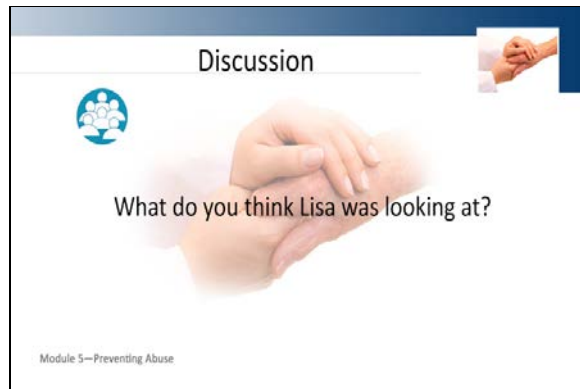 Discussion
What do you think Lisa was looking at?
Module 5—Preventing Abuse